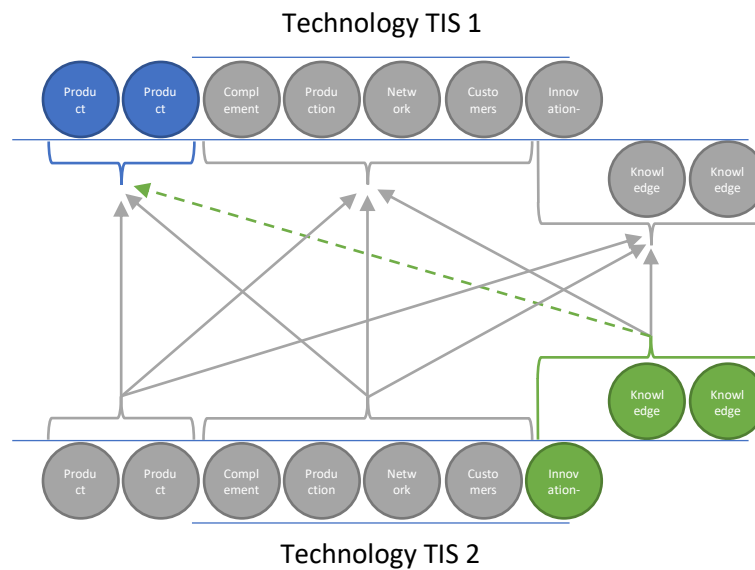 Technology TIS 1
Produ
ct
Produ
ct
Compl
ement
Produ
ction
Netw
ork
Custo
mers
Innov
ation-
Knowl
edge
Knowl
edge
Knowl
edge
Knowl
edge
Produ
ct
Produ
ct
Compl
ement
Produ
ction
Netw
ork
Custo
mers
Innov
ation-
Technology TIS 2